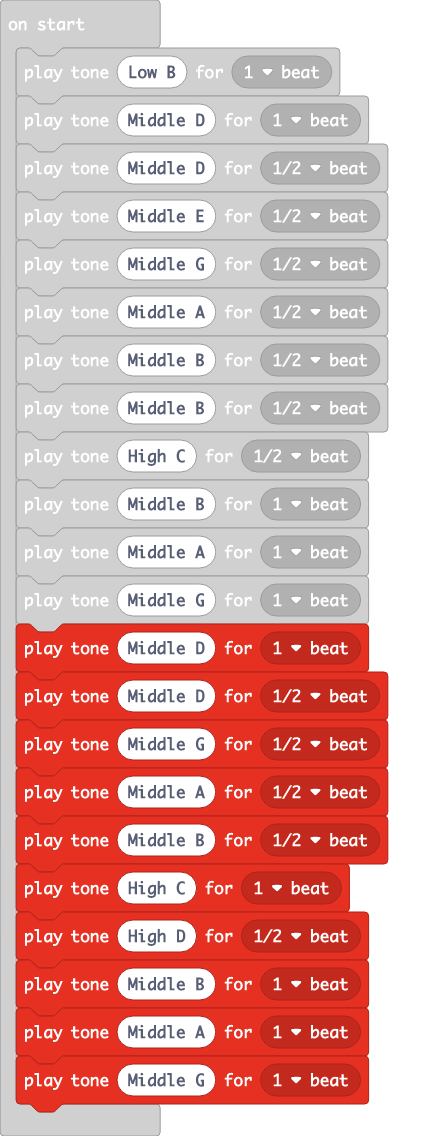 on start
play tone Low B for 1 beat
play tone Middle D for 1 beat
play tone Middle D for 1/2 beat
play tone Middle E for 1/2 beat
play tone Middle G for 1/2 beat
play tone Middle A for 1/2 beat
play tone Middle B for 1/2 beat
play tone Middle B for 1/2 beat
play tone High C for 1/2 beat
play tone Middle B for 1 beat
play tone Middle A for 1 beat
play tone Middle G for 1 beat
play tone Middle D for 1 beat
play tone Middle D for 1/2 beat
play tone Middle G for 1/2 beat
play tone Middle A for 1/2 beat
play tone Middle B for 1/2 beat
play tone High C for 1 beat
play tone High D for 1/2 beat
play tone Middle B for 1 beat
play tone Middle A for 1 beat
play tone Middle G for 1 beat